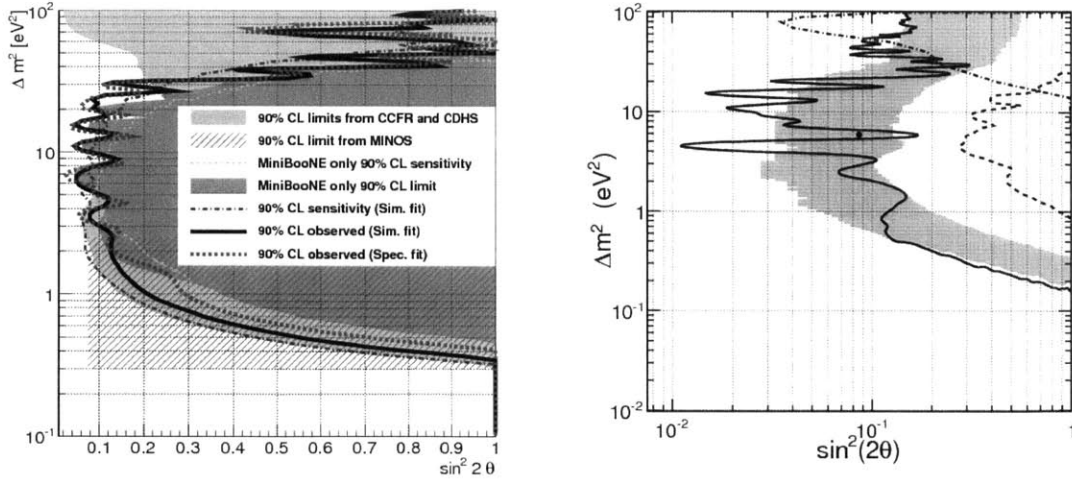 Δ m² [eV²]
10²
10
1
10⁻¹
90% CL limits from CCFR and CDHS
90% CL limit from MINOS
MiniBooNE only 90% CL sensitivity
MiniBooNE only 90% CL limit
90% CL sensitivity (Sim. fit)
90% CL observed (Sim. fit)
90% CL observed (Spec. fit)
0.1 0.2 0.3 0.4 0.5 0.6 0.7 0.8 0.9 1
sin² 2 θ
Δm² (eV²)
10²
10
1
10⁻¹
10⁻²
10⁻² 10⁻¹ 1
sin²(2θ)